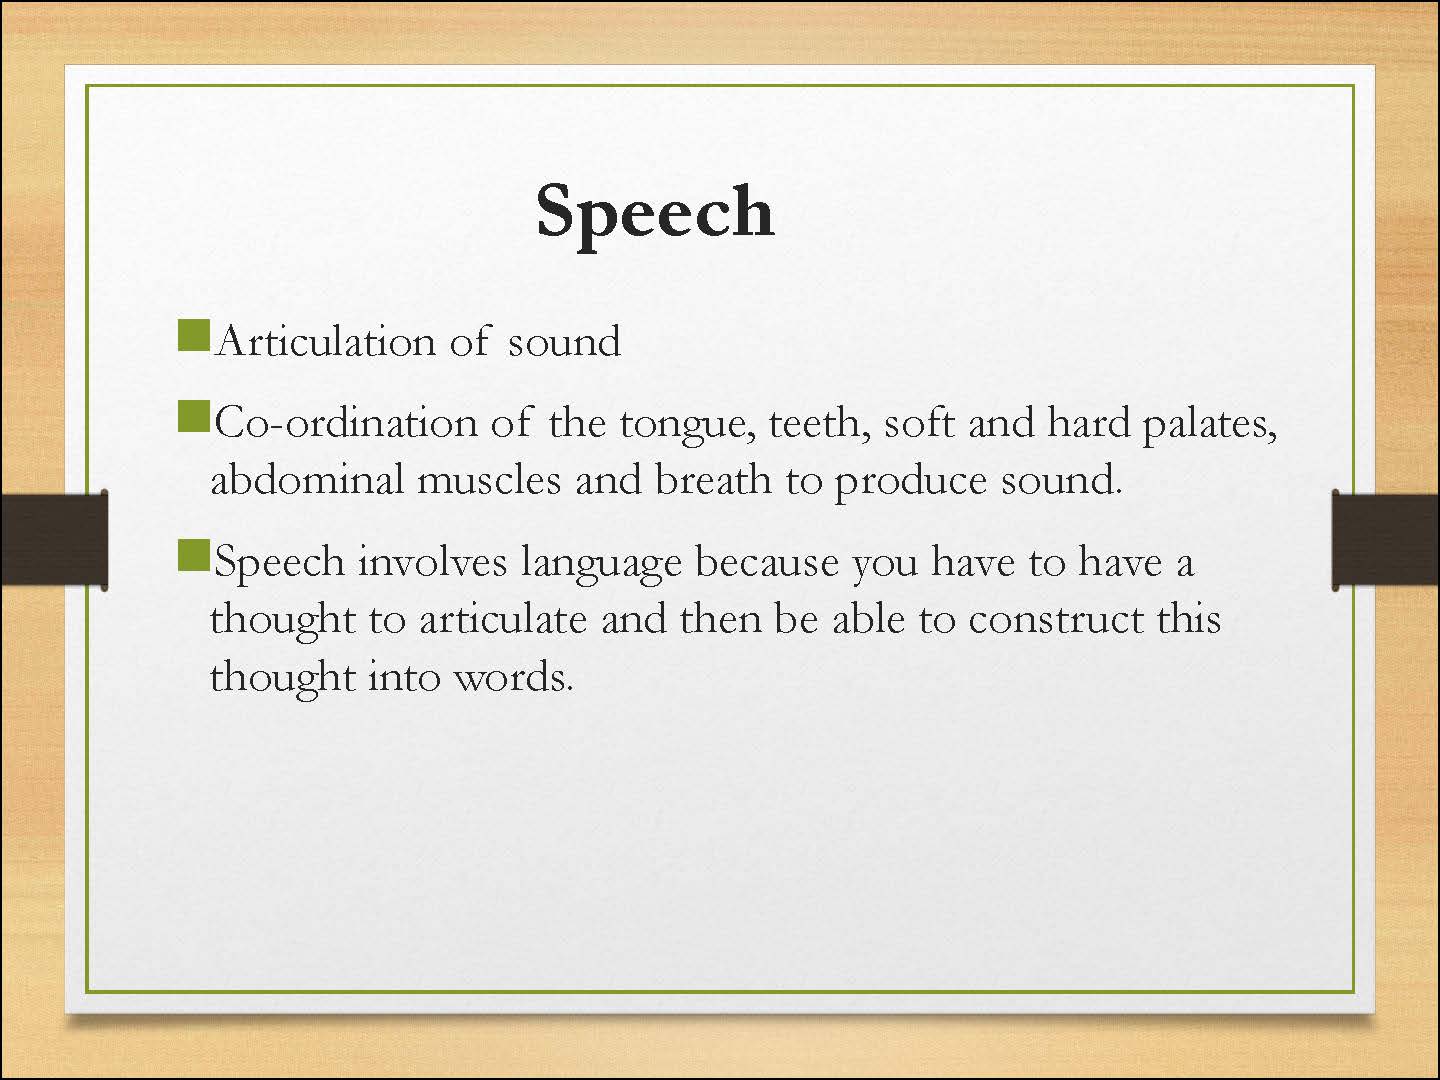 Speech
Articulation of sound
Co-ordination of the tongue, teeth, soft and hard palates,
abdominal muscles and breath to produce sound.
Speech involves language because you have to have a
thought to articulate and then be able to construct this
thought into words.